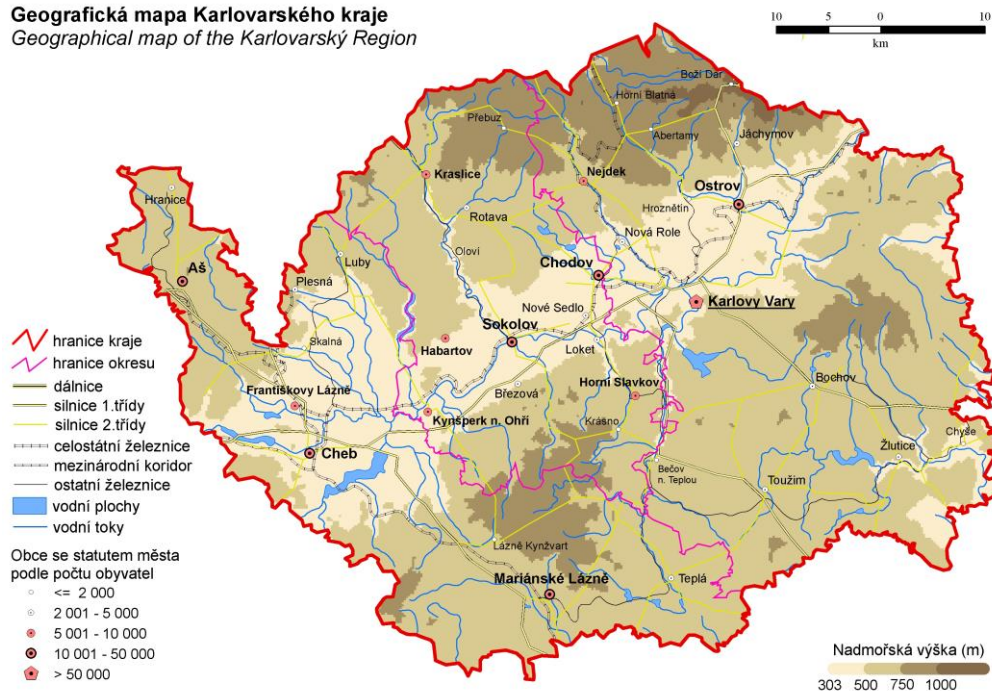 Geografická mapa Karlovarského kraje
Geographical map of the Karlovarský Region
10 5 0 10
km
Boží Dar
Horní Blatná
Přebuz
Abertamy
Jáchymov
Kraslice
Nejdek
Ostrov
Hranice
Hroznětín
Rotava
Nová Role
Oloví
Luby
Chodov
Aš
Plesná
Karlovy Vary
Nové Sedlo
Sokolov
Skalná
Habartov
Loket
Františkovy Lázně
Březová
Horní Slavkov
Bochov
Kynšperk n. Ohří
Krásno
Chyše
Cheb
Žlutice
Bečov
n. Teplou
Toužim
Lázně Kynžvart
Mariánské Lázně
Teplá
hranice kraje
hranice okresu
dálnice
silnice 1.třídy
silnice 2.třídy
celostátní železnice
mezinárodní koridor
ostatní železnice
vodní plochy
vodní toky
Obce se statutem města
podle počtu obyvatel
<= 2 000
2 001 - 5 000
5 001 - 10 000
10 001 - 50 000
> 50 000
Nadmořská výška (m)
303 500 750 1000